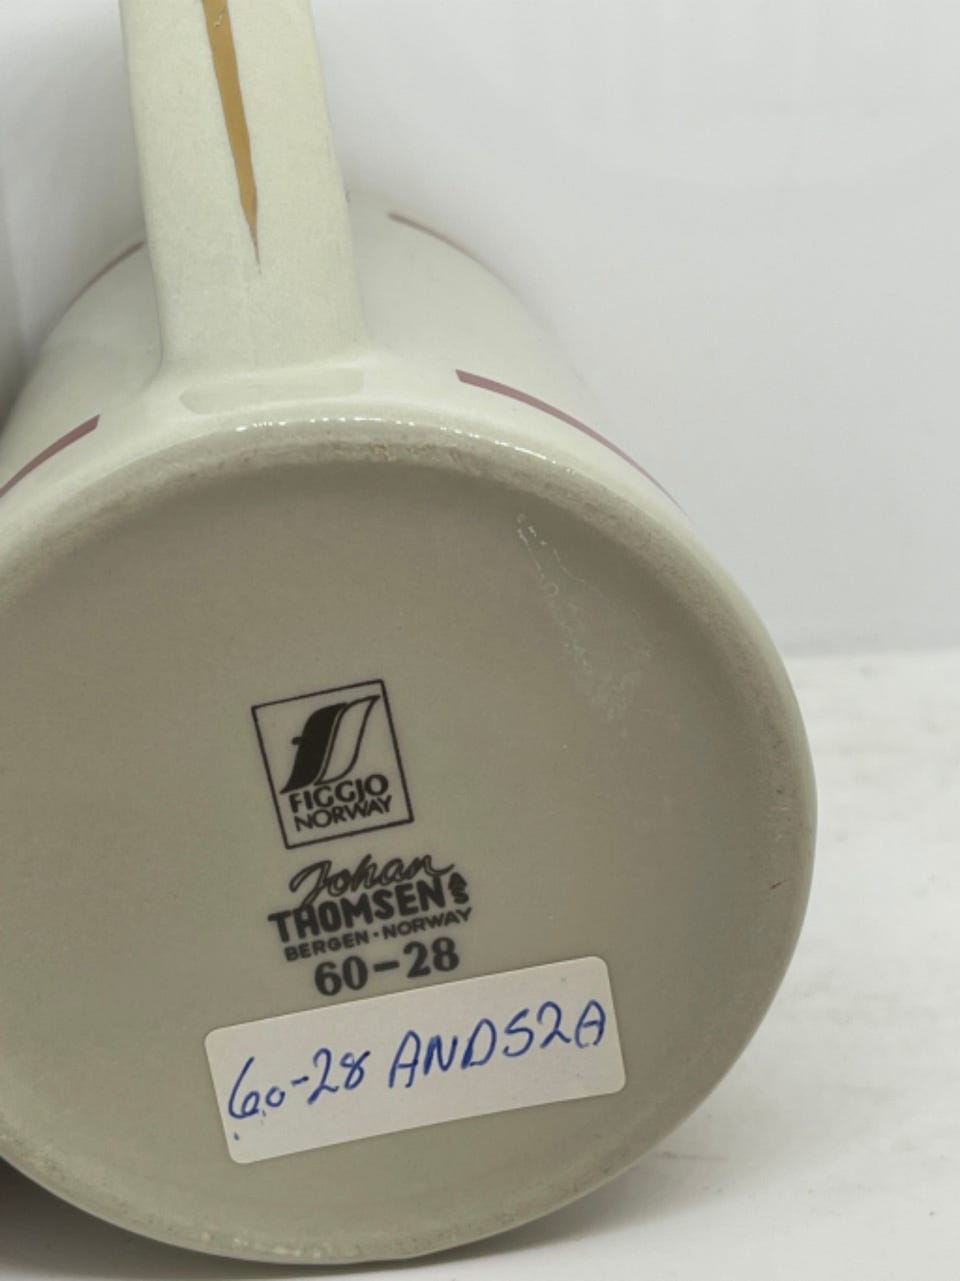 FIGGJO
NORWAY
Johan
THOMSEN A/S
BERGEN · NORWAY
60-28
60-28 ANDS2A